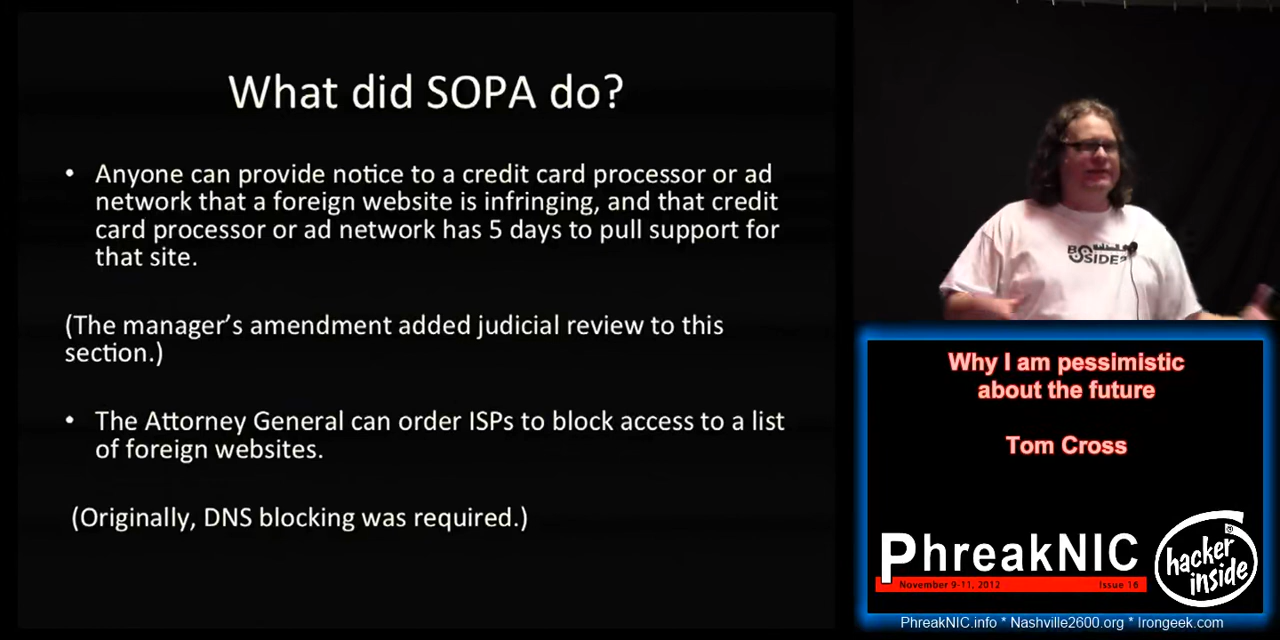 What did SOPA do?
• Anyone can provide notice to a credit card processor or ad
network that a foreign website is infringing, and that credit
card processor or ad network has 5 days to pull support for
that site.
(The manager’s amendment added judicial review to this
section.)
• The Attorney General can order ISPs to block access to a list
of foreign websites.
(Originally, DNS blocking was required.)
B SIDE
Why I am pessimistic
about the future
Tom Cross
PhreakNIC
November 9-11, 2012 Issue 16
hacker
inside
PhreakNIC.info * Nashville2600.org * Irongeek.com